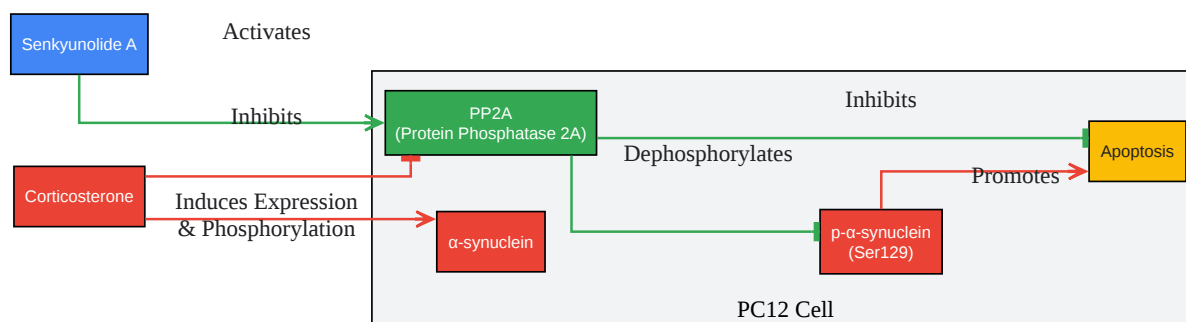 Activates
Senkyunolide A
Inhibits
PP2A
(Protein Phosphatase 2A)
Inhibits
Dephosphorylates
Apoptosis
Promotes
Corticosterone
Induces Expression
& Phosphorylation
α-synuclein
p-α-synuclein
(Ser129)
PC12 Cell